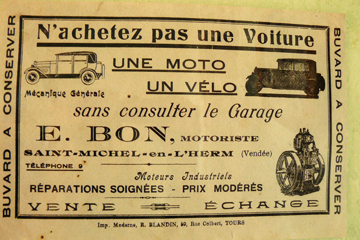 N'achetez pas une Voiture
UNE MOTO
UN VÉLO
Mécanique Générale
sans consulter le Garage
E. BON, MOTORISTE
SAINT-MICHEL-en-L'HERM (Vendée)
TÉLÉPHONE 9
Moteurs Industriels
RÉPARATIONS SOIGNÉES - PRIX MODÉRÉS
VENTE ÉCHANGE
BUVARD A CONSERVER
BUVARD A CONSERVER
Imp. Moderne, R. BLANDIN, 89, Rue Colbert, TOURS